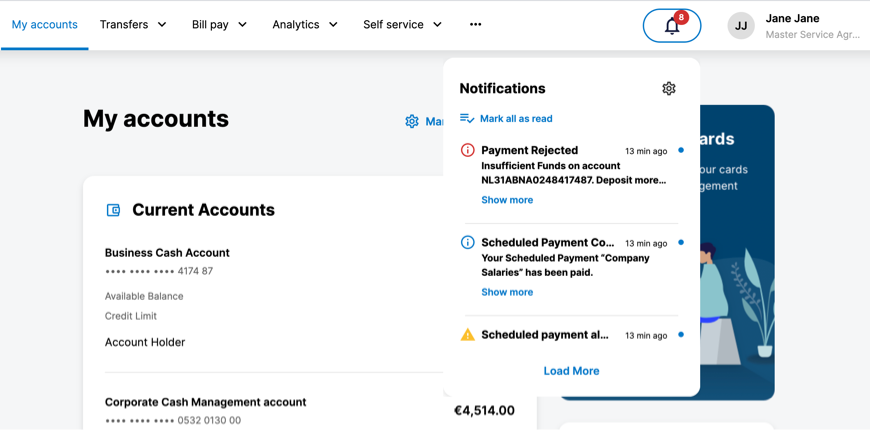 My accounts Transfers Bill pay Analytics Self service ... 8 JJ Jane Jane
Master Service Agr...
Notifications
Mark all as read
Payment Rejected 13 min ago
Insufficient Funds on account
NL31ABNA0248417487. Deposit more...
Show more
Scheduled Payment Co... 13 min ago
Your Scheduled Payment “Company
Salaries” has been paid.
Show more
Scheduled payment al... 13 min ago
Load More
My accounts
Current Accounts
Business Cash Account
•••• •••• •••• 4174 87
Available Balance
Credit Limit
Account Holder
Corporate Cash Management account
•••• •••• •••• 0532 0130 00
€4,514.00
cards